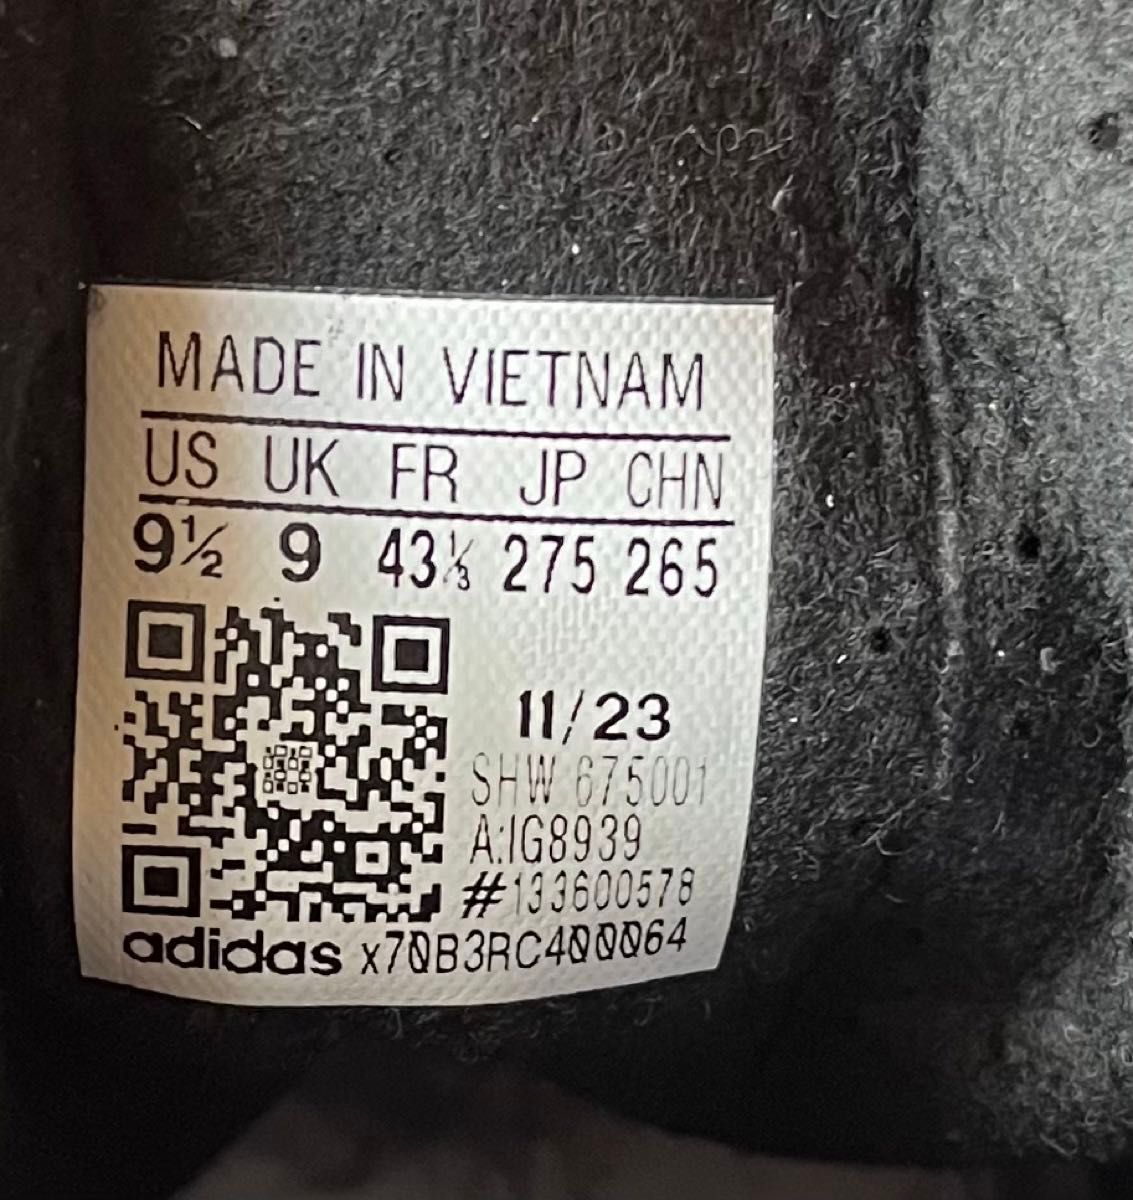 MADE IN VIETNAM
US UK FR JP CHN
9½ 9 43⅓ 275 265
11/23
SHW 675001
A:IG8939
#133600578
adidas x70B3RC400064